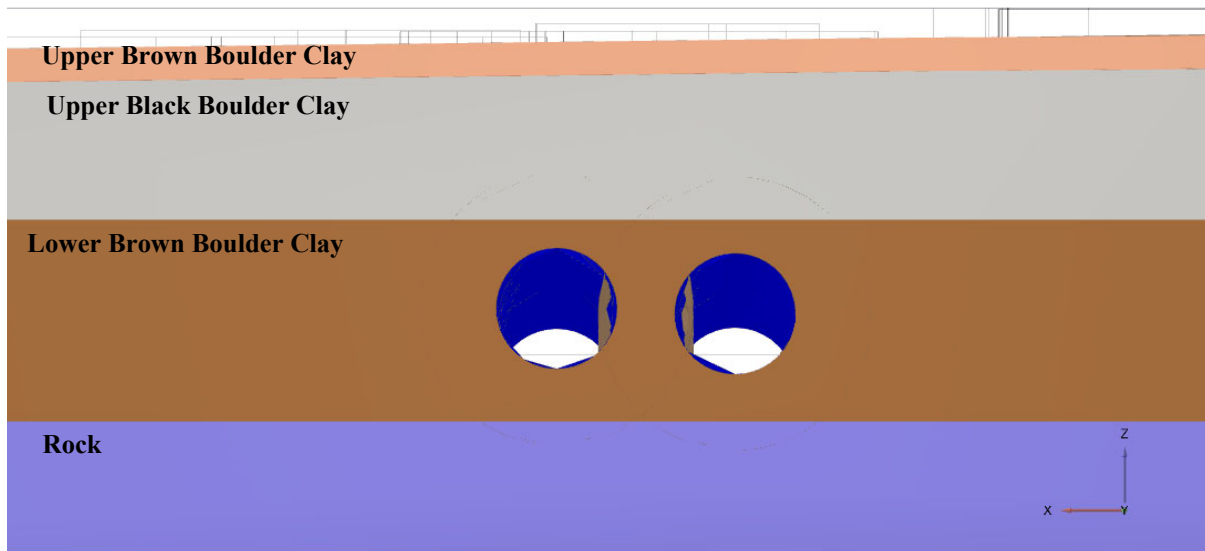 Upper Brown Boulder Clay
Upper Black Boulder Clay
Lower Brown Boulder Clay
Rock
Z
X
Y